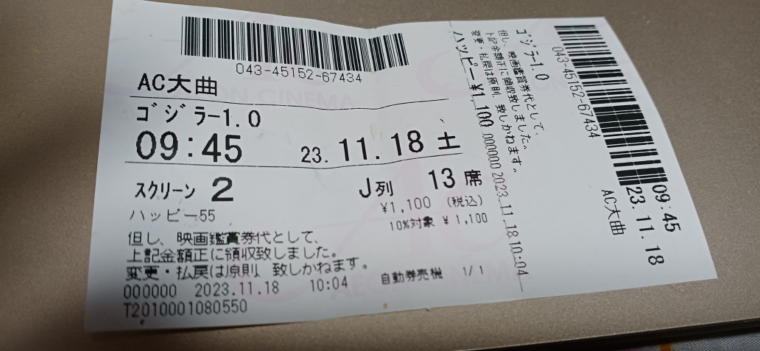 043-45152-67434
AC大曲
ゴジラ-1.0
09:45 23.11.18 土
スクリーン 2 J列 13席
ハッピー55 ¥1,100 (税込)
10%対象 ¥1,100
但し、映画鑑賞券代として、
上記金額正に領収致しました。
変更・払戻は原則、致しかねます。
000000 2023.11.18 10:04 自動券売機 1/1
T2010001080550
043-45152-67434
09:45
23.11.18
AC大曲
ゴジラ-1.0
但し、映画鑑賞券代として、
上記金額正に領収致しました。
変更・払戻は原則、致しかねます。
ハッピー ¥1,100 000000 2023.11.18 10:04